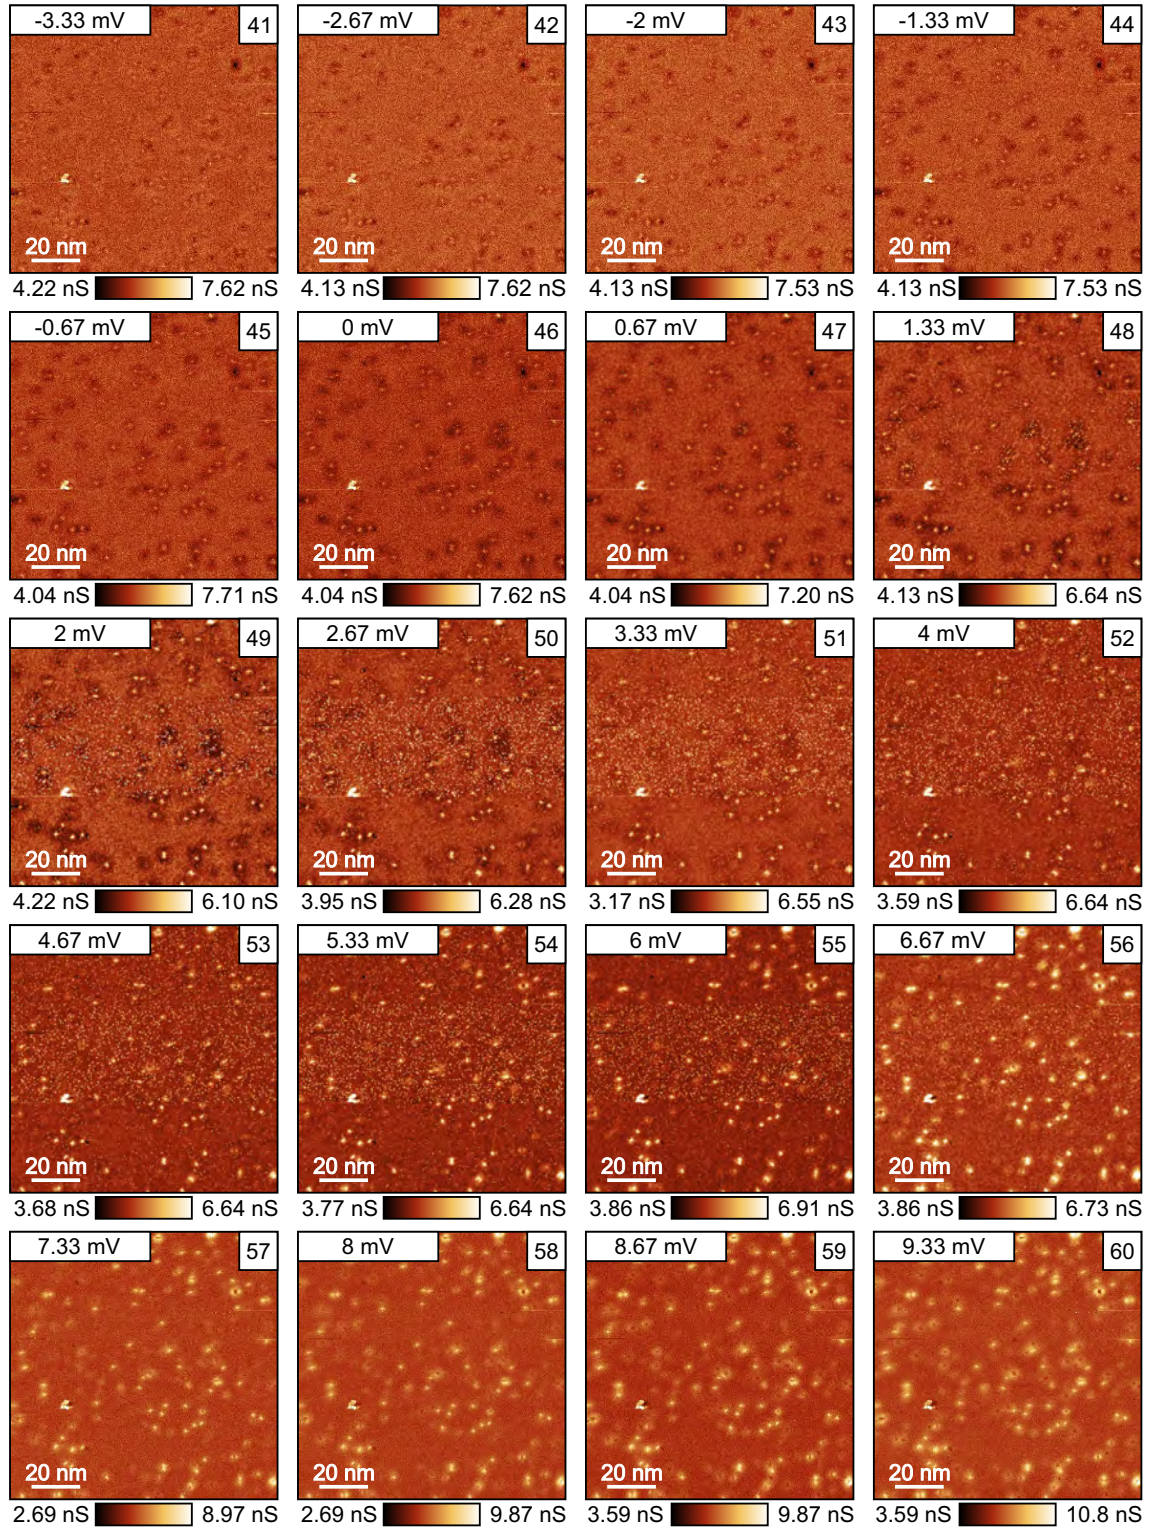 -3.33 mV 41 -2.67 mV 42 -2 mV 43 -1.33 mV 44
20 nm 20 nm 20 nm 20 nm
4.22 nS 7.62 nS 4.13 nS 7.62 nS 4.13 nS 7.53 nS 4.13 nS 7.53 nS
-0.67 mV 45 0 mV 46 0.67 mV 47 1.33 mV 48
20 nm 20 nm 20 nm 20 nm
4.04 nS 7.71 nS 4.04 nS 7.62 nS 4.04 nS 7.20 nS 4.13 nS 6.64 nS
2 mV 49 2.67 mV 50 3.33 mV 51 4 mV 52
20 nm 20 nm 20 nm 20 nm
4.22 nS 6.10 nS 3.95 nS 6.28 nS 3.17 nS 6.55 nS 3.59 nS 6.64 nS
4.67 mV 53 5.33 mV 54 6 mV 55 6.67 mV 56
20 nm 20 nm 20 nm 20 nm
3.68 nS 6.64 nS 3.77 nS 6.64 nS 3.86 nS 6.91 nS 3.86 nS 6.73 nS
7.33 mV 57 8 mV 58 8.67 mV 59 9.33 mV 60
20 nm 20 nm 20 nm 20 nm
2.69 nS 8.97 nS 2.69 nS 9.87 nS 3.59 nS 9.87 nS 3.59 nS 10.8 nS